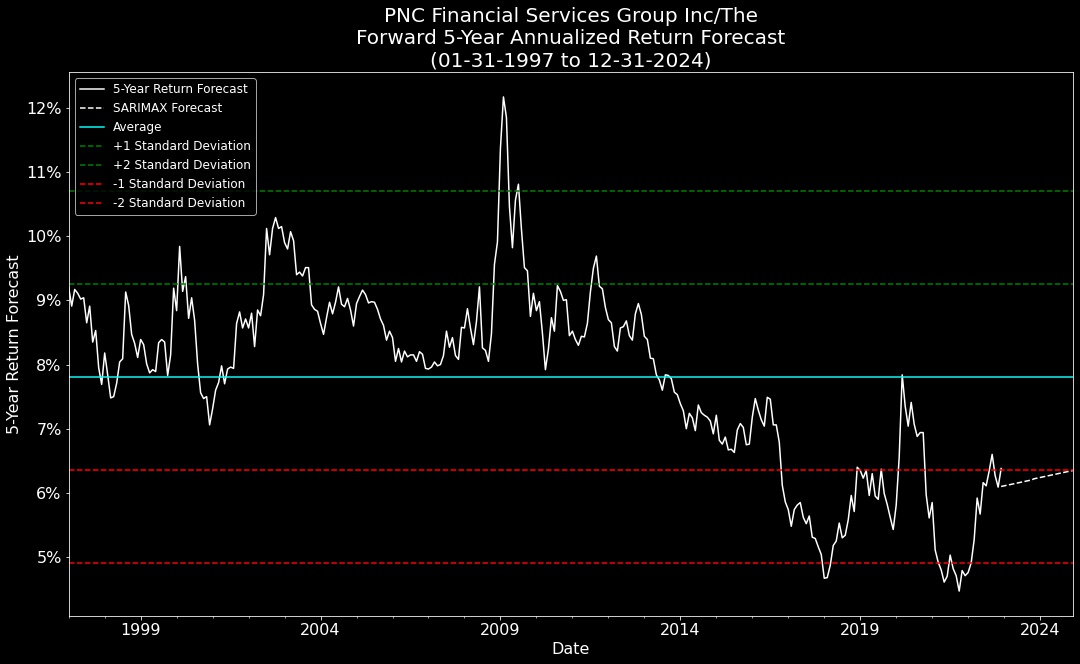 PNC Financial Services Group Inc/The
Forward 5-Year Annualized Return Forecast
(01-31-1997 to 12-31-2024)
5-Year Return Forecast
SARIMAX Forecast
Average
+1 Standard Deviation
+2 Standard Deviation
-1 Standard Deviation
-2 Standard Deviation
5-Year Return Forecast
12%
11%
10%
9%
8%
7%
6%
5%
1999
2004
2009
2014
2019
2024
Date